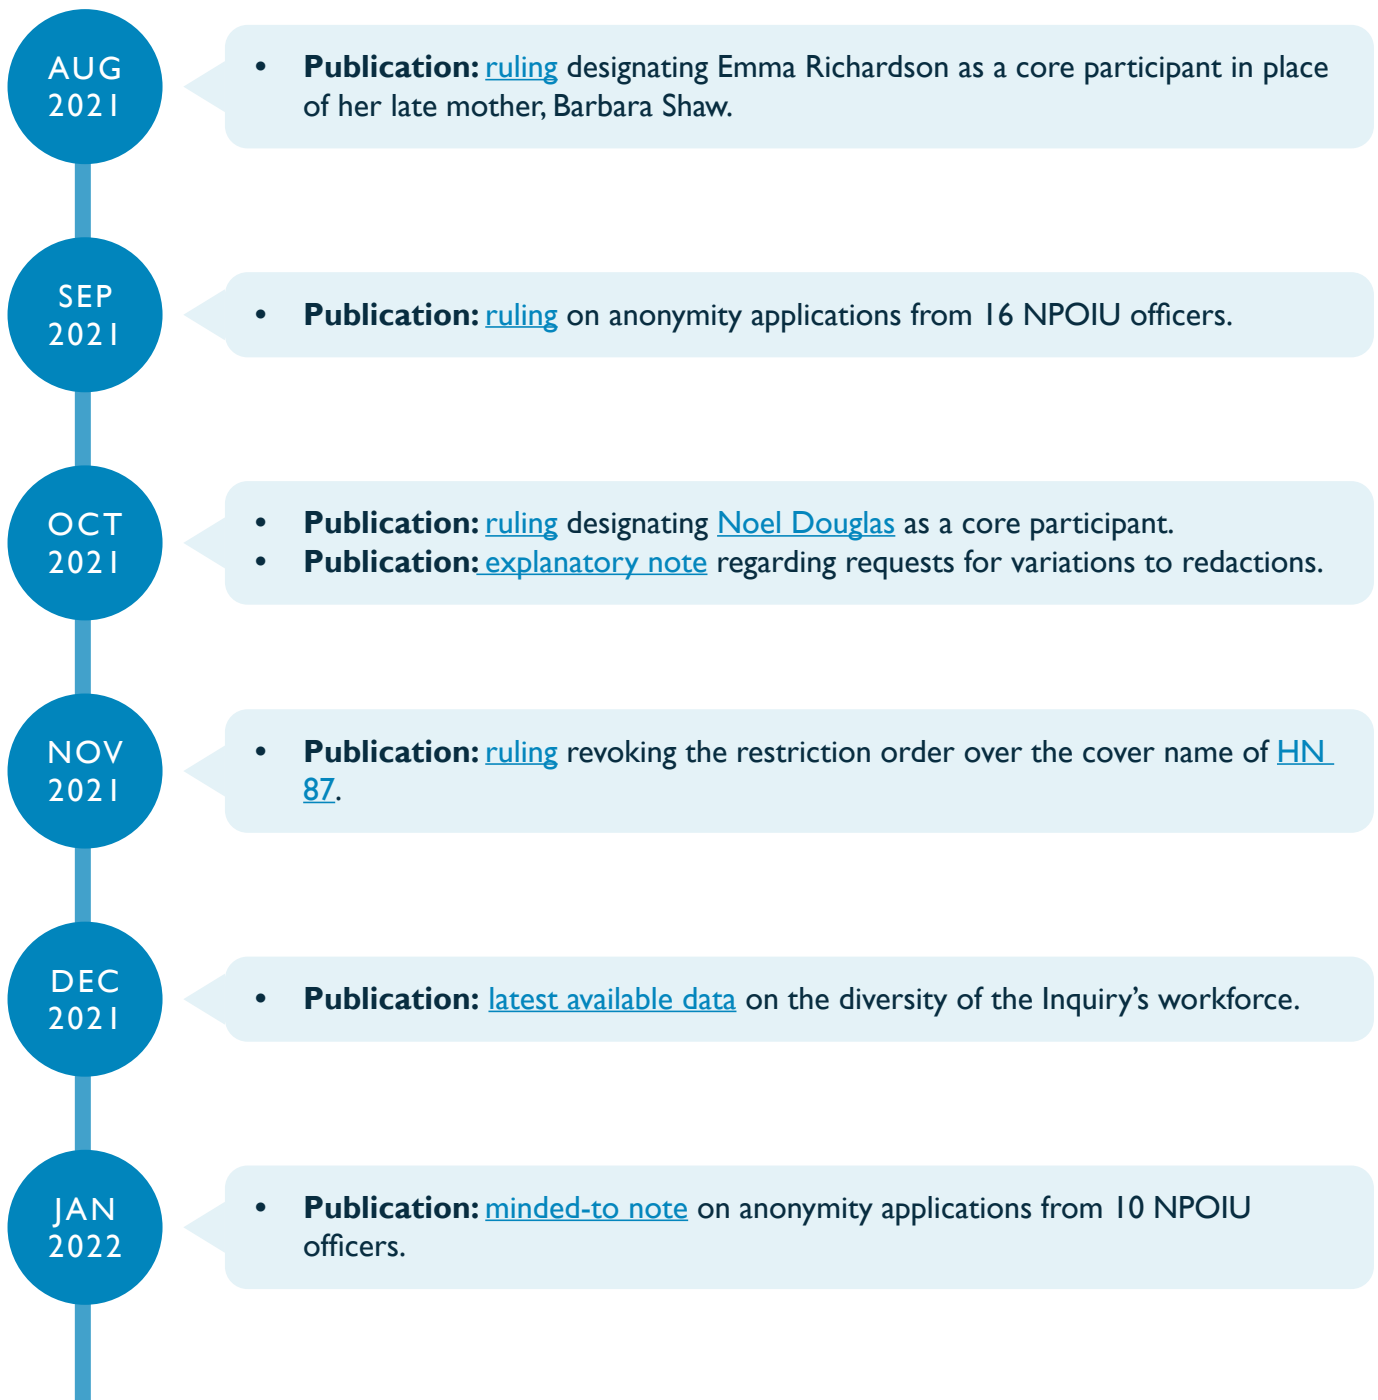 AUG
2021
• Publication: ruling designating Emma Richardson as a core participant in place
of her late mother, Barbara Shaw.
SEP
2021
• Publication: ruling on anonymity applications from 16 NPOIU officers.
OCT
2021
• Publication: ruling designating Noel Douglas as a core participant.
• Publication: explanatory note regarding requests for variations to redactions.
NOV
2021
• Publication: ruling revoking the restriction order over the cover name of HN
87.
DEC
2021
• Publication: latest available data on the diversity of the Inquiry’s workforce.
JAN
2022
• Publication: minded-to note on anonymity applications from 10 NPOIU
officers.